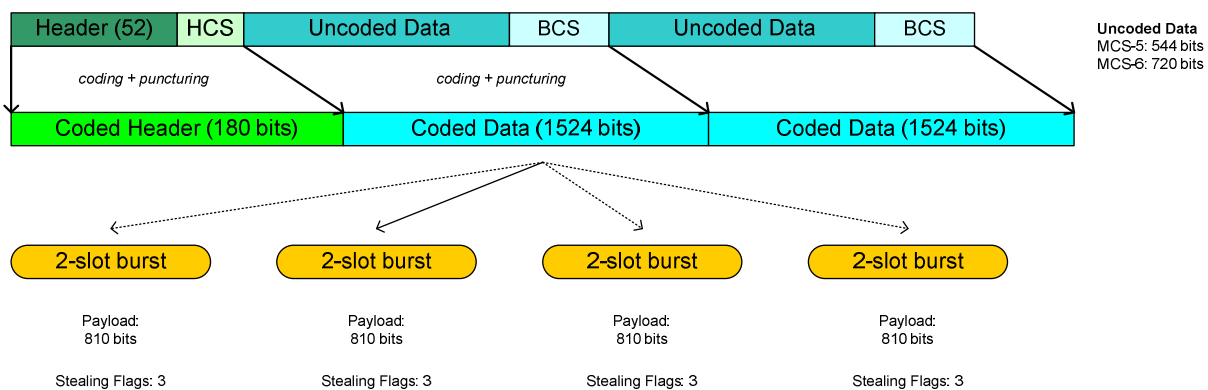 Header (52) HCS Uncoded Data BCS Uncoded Data BCS
Uncoded Data
MCS-5: 544 bits
MCS-6: 720 bits
coding + puncturing coding + puncturing
Coded Header (180 bits) Coded Data (1524 bits) Coded Data (1524 bits)
2-slot burst 2-slot burst 2-slot burst 2-slot burst
Payload: Payload: Payload: Payload:
810 bits 810 bits 810 bits 810 bits
Stealing Flags: 3 Stealing Flags: 3 Stealing Flags: 3 Stealing Flags: 3